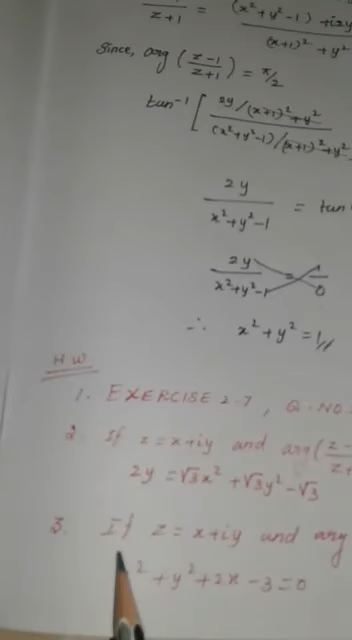 z+1 = (x²+y²-1)+i2y
(x+1)²+y²
Since, arg (z-1/z+1) = π/2
tan⁻¹ [2y/(x+1)²+y²
(x²+y²-1)/(x+1)²+y²
2y
x²+y²-1 = tan
2y 1
x²+y²-1 = 0
∴ x²+y²=1//
H.W
1. EXERCISE 2.7, Q.NO.
2. If z=x+iy and arg(z-
z+
2y = √3x² + √3y² - √3
3. If z = x+iy and arg
² + y² + 2x - 3 = 0